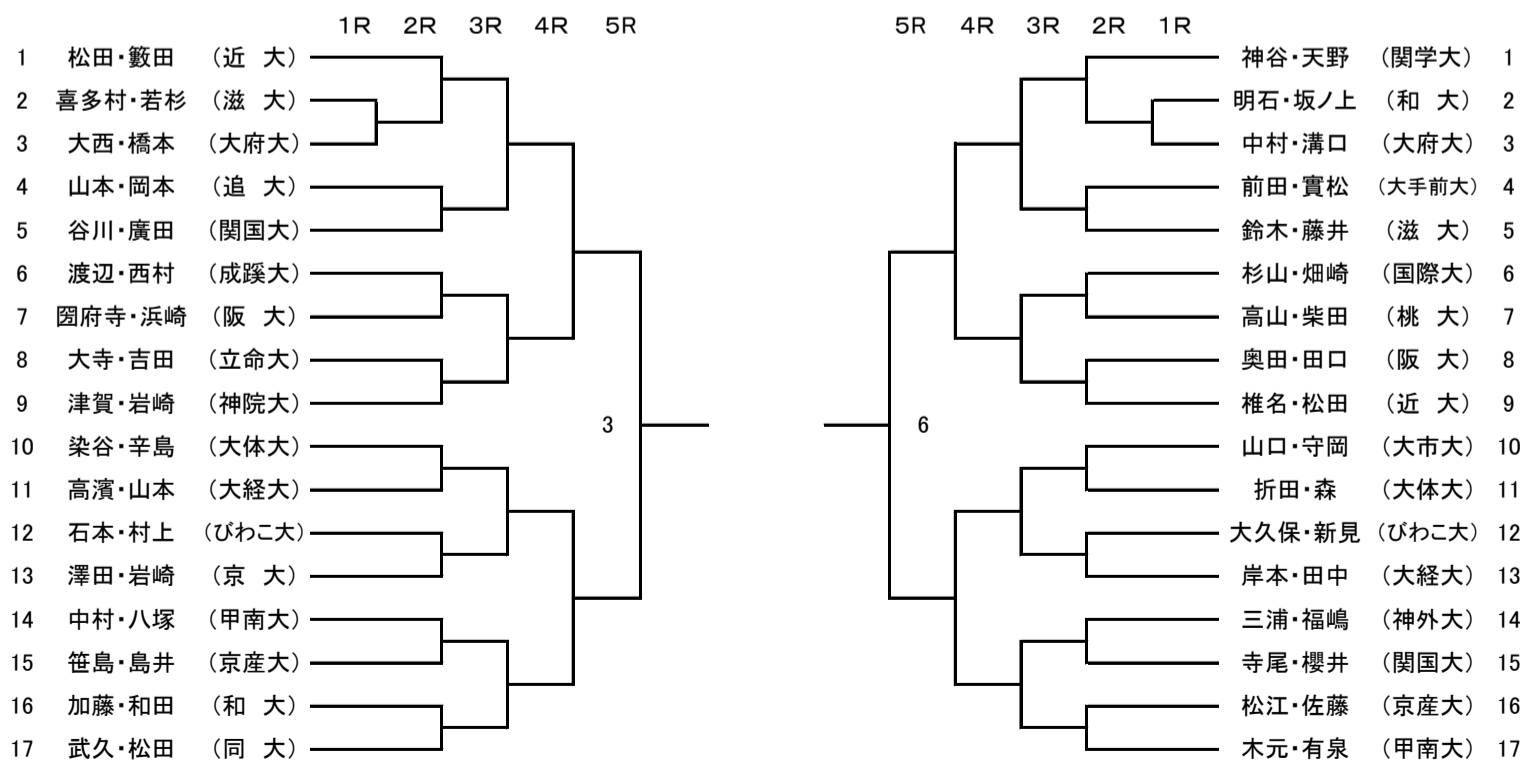 1R 2R 3R 4R 5R 5R 4R 3R 2R 1R
1 松田・籔田 (近 大) 神谷・天野 (関学大) 1
2 喜多村・若杉 (滋 大) 明石・坂ノ上 (和 大) 2
3 大西・橋本 (大府大) 中村・溝口 (大府大) 3
4 山本・岡本 (追 大) 前田・實松 (大手前大) 4
5 谷川・廣田 (関国大) 鈴木・藤井 (滋 大) 5
6 渡辺・西村 (成蹊大) 杉山・畑崎 (国際大) 6
7 圀府寺・浜崎 (阪 大) 高山・柴田 (桃 大) 7
8 大寺・吉田 (立命大) 奥田・田口 (阪 大) 8
9 津賀・岩崎 (神院大) 椎名・松田 (近 大) 9
3 6
10 染谷・辛島 (大体大) 山口・守岡 (大市大) 10
11 高濱・山本 (大経大) 折田・森 (大体大) 11
12 石本・村上 (びわこ大) 大久保・新見 (びわこ大) 12
13 澤田・岩崎 (京 大) 岸本・田中 (大経大) 13
14 中村・八塚 (甲南大) 三浦・福嶋 (神外大) 14
15 笹島・島井 (京産大) 寺尾・櫻井 (関国大) 15
16 加藤・和田 (和 大) 松江・佐藤 (京産大) 16
17 武久・松田 (同 大) 木元・有泉 (甲南大) 17